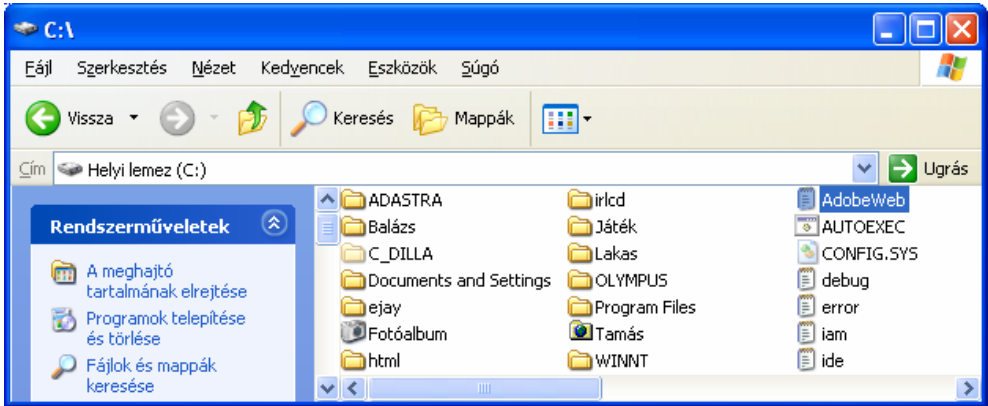 C:\
Fájl Szerkesztés Nézet Kedvencek Eszközök Súgó
Vissza Keresés Mappák
Cím Helyi lemez (C:) Ugrás
Rendszerműveletek
A meghajtó
tartalmának elrejtése
Programok telepítése
és törlése
Fájlok és mappák
keresése
ADASTRA
Balázs
C_DILLA
Documents and Settings
ejay
Fotóalbum
html
irlcd
Játék
Lakas
OLYMPUS
Program Files
Tamás
WINNT
AdobeWeb
AUTOEXEC
CONFIG.SYS
debug
error
iam
ide